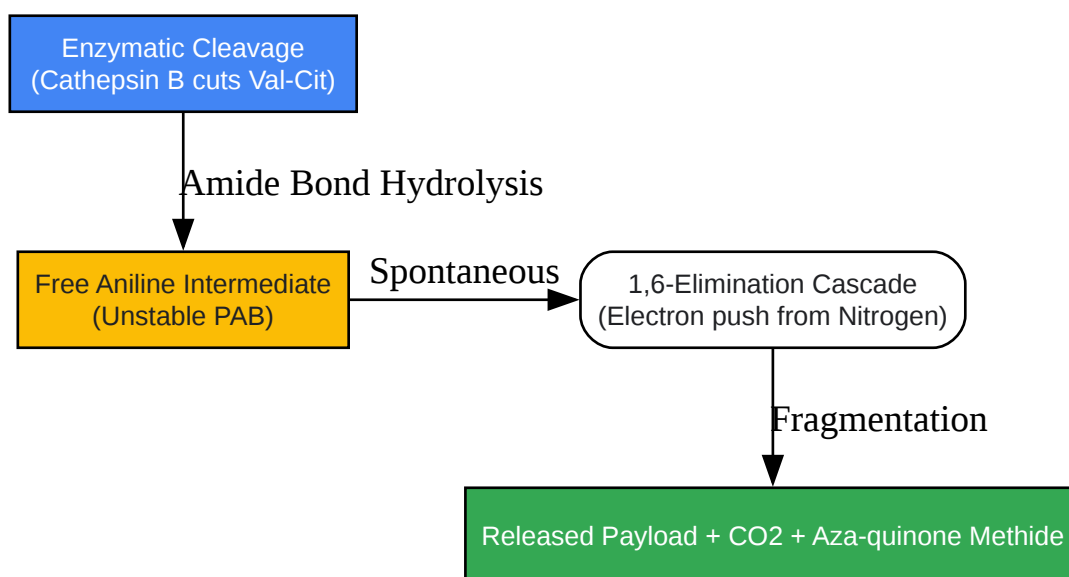 Enzymatic Cleavage
(Cathepsin B cuts Val-Cit)
Amide Bond Hydrolysis
Free Aniline Intermediate
(Unstable PAB)
Spontaneous
1,6-Elimination Cascade
(Electron push from Nitrogen)
Fragmentation
Released Payload + CO2 + Aza-quinone Methide